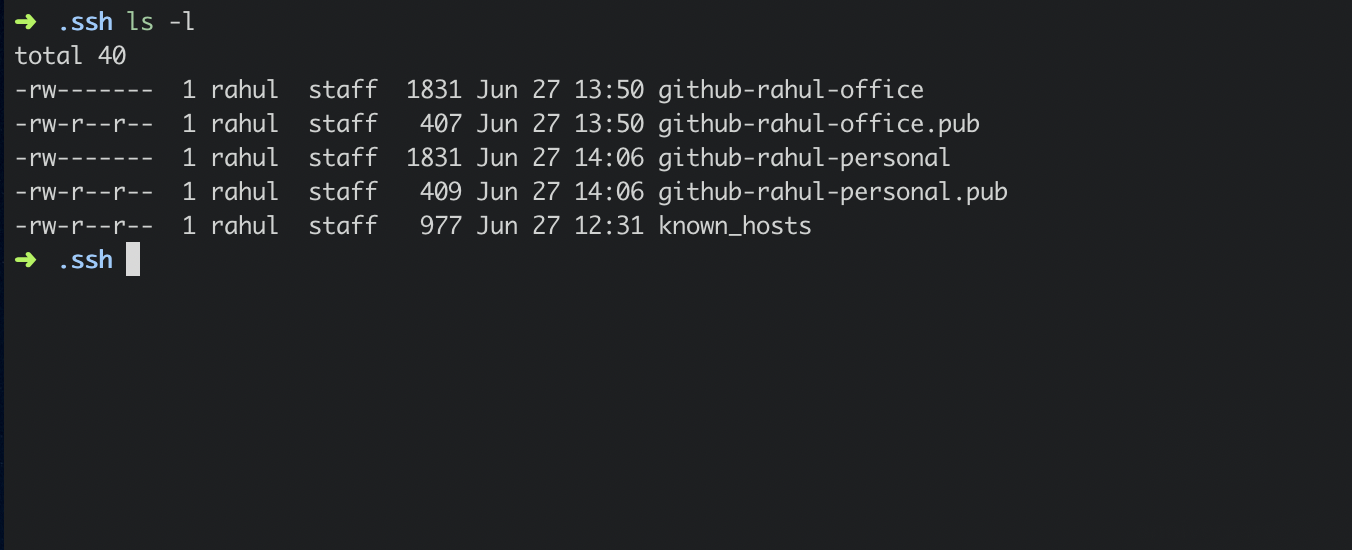 ➜ .ssh ls -l
total 40
-rw------- 1 rahul staff 1831 Jun 27 13:50 github-rahul-office
-rw-r--r-- 1 rahul staff 407 Jun 27 13:50 github-rahul-office.pub
-rw------- 1 rahul staff 1831 Jun 27 14:06 github-rahul-personal
-rw-r--r-- 1 rahul staff 409 Jun 27 14:06 github-rahul-personal.pub
-rw-r--r-- 1 rahul staff 977 Jun 27 12:31 known_hosts
➜ .ssh